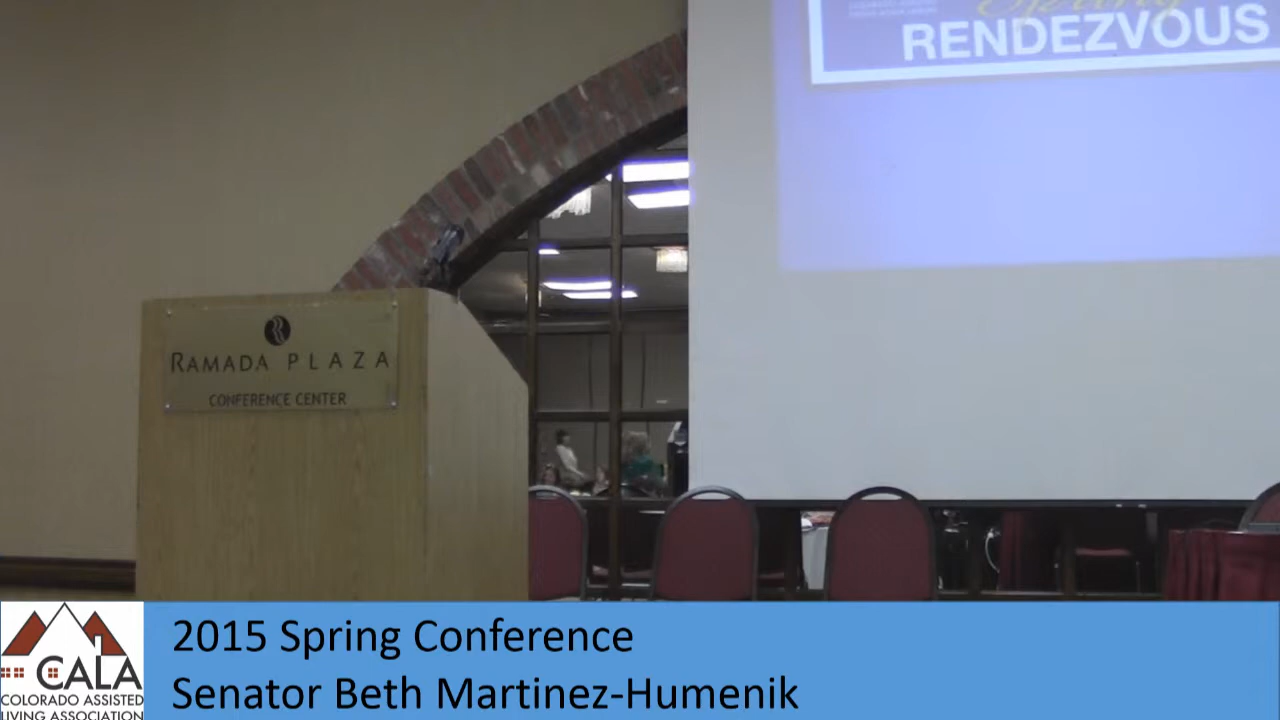 RENDEZVOUS
RAMADA PLAZA
CONFERENCE CENTER
2015 Spring Conference
Senator Beth Martinez-Humenik
CALA
COLORADO ASSISTED
LIVING ASSOCIATION